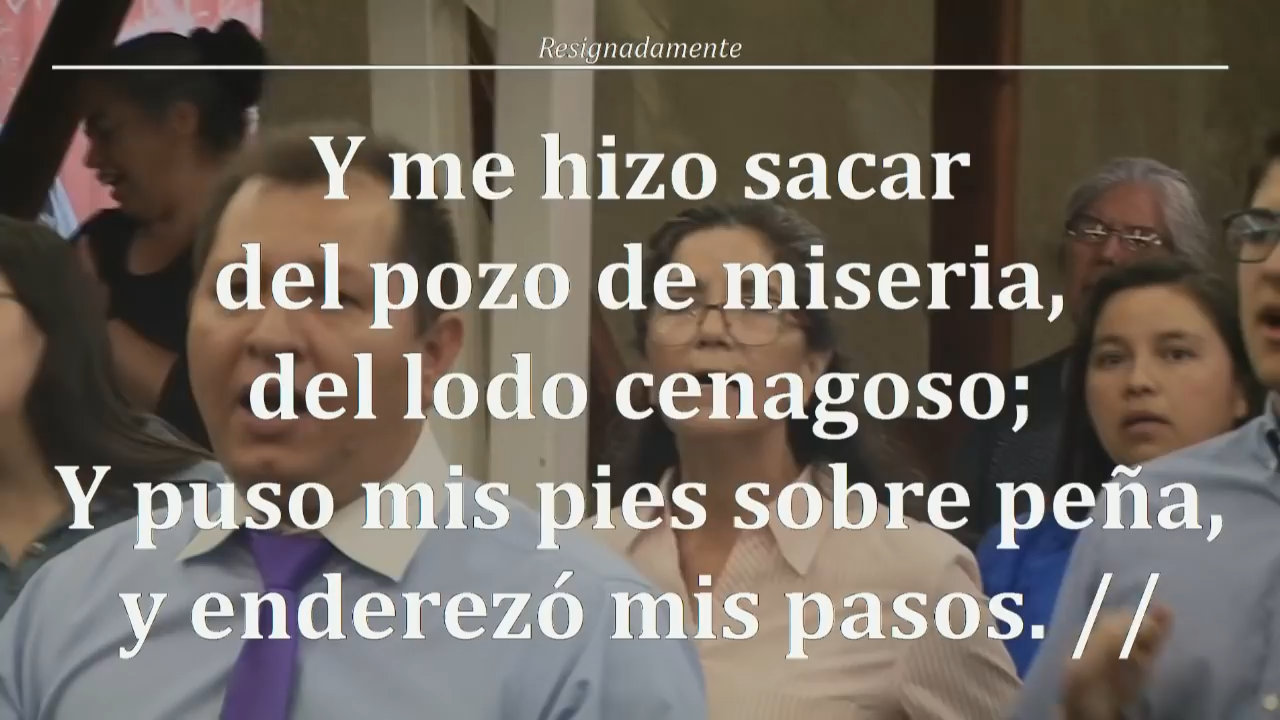 Resignadamente
Y me hizo sacar
del pozo de miseria,
del lodo cenagoso;
Y puso mis pies sobre peña,
y enderezó mis pasos. //